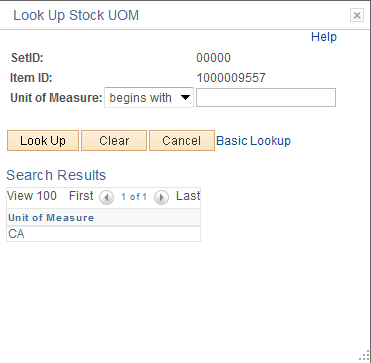 Look Up Stock UOM
Help
SetID: 00000
Item ID: 1000009557
Unit of Measure: begins with
Look Up Clear Cancel Basic Lookup
Search Results
View 100 First 1 of 1 Last
Unit of Measure
CA